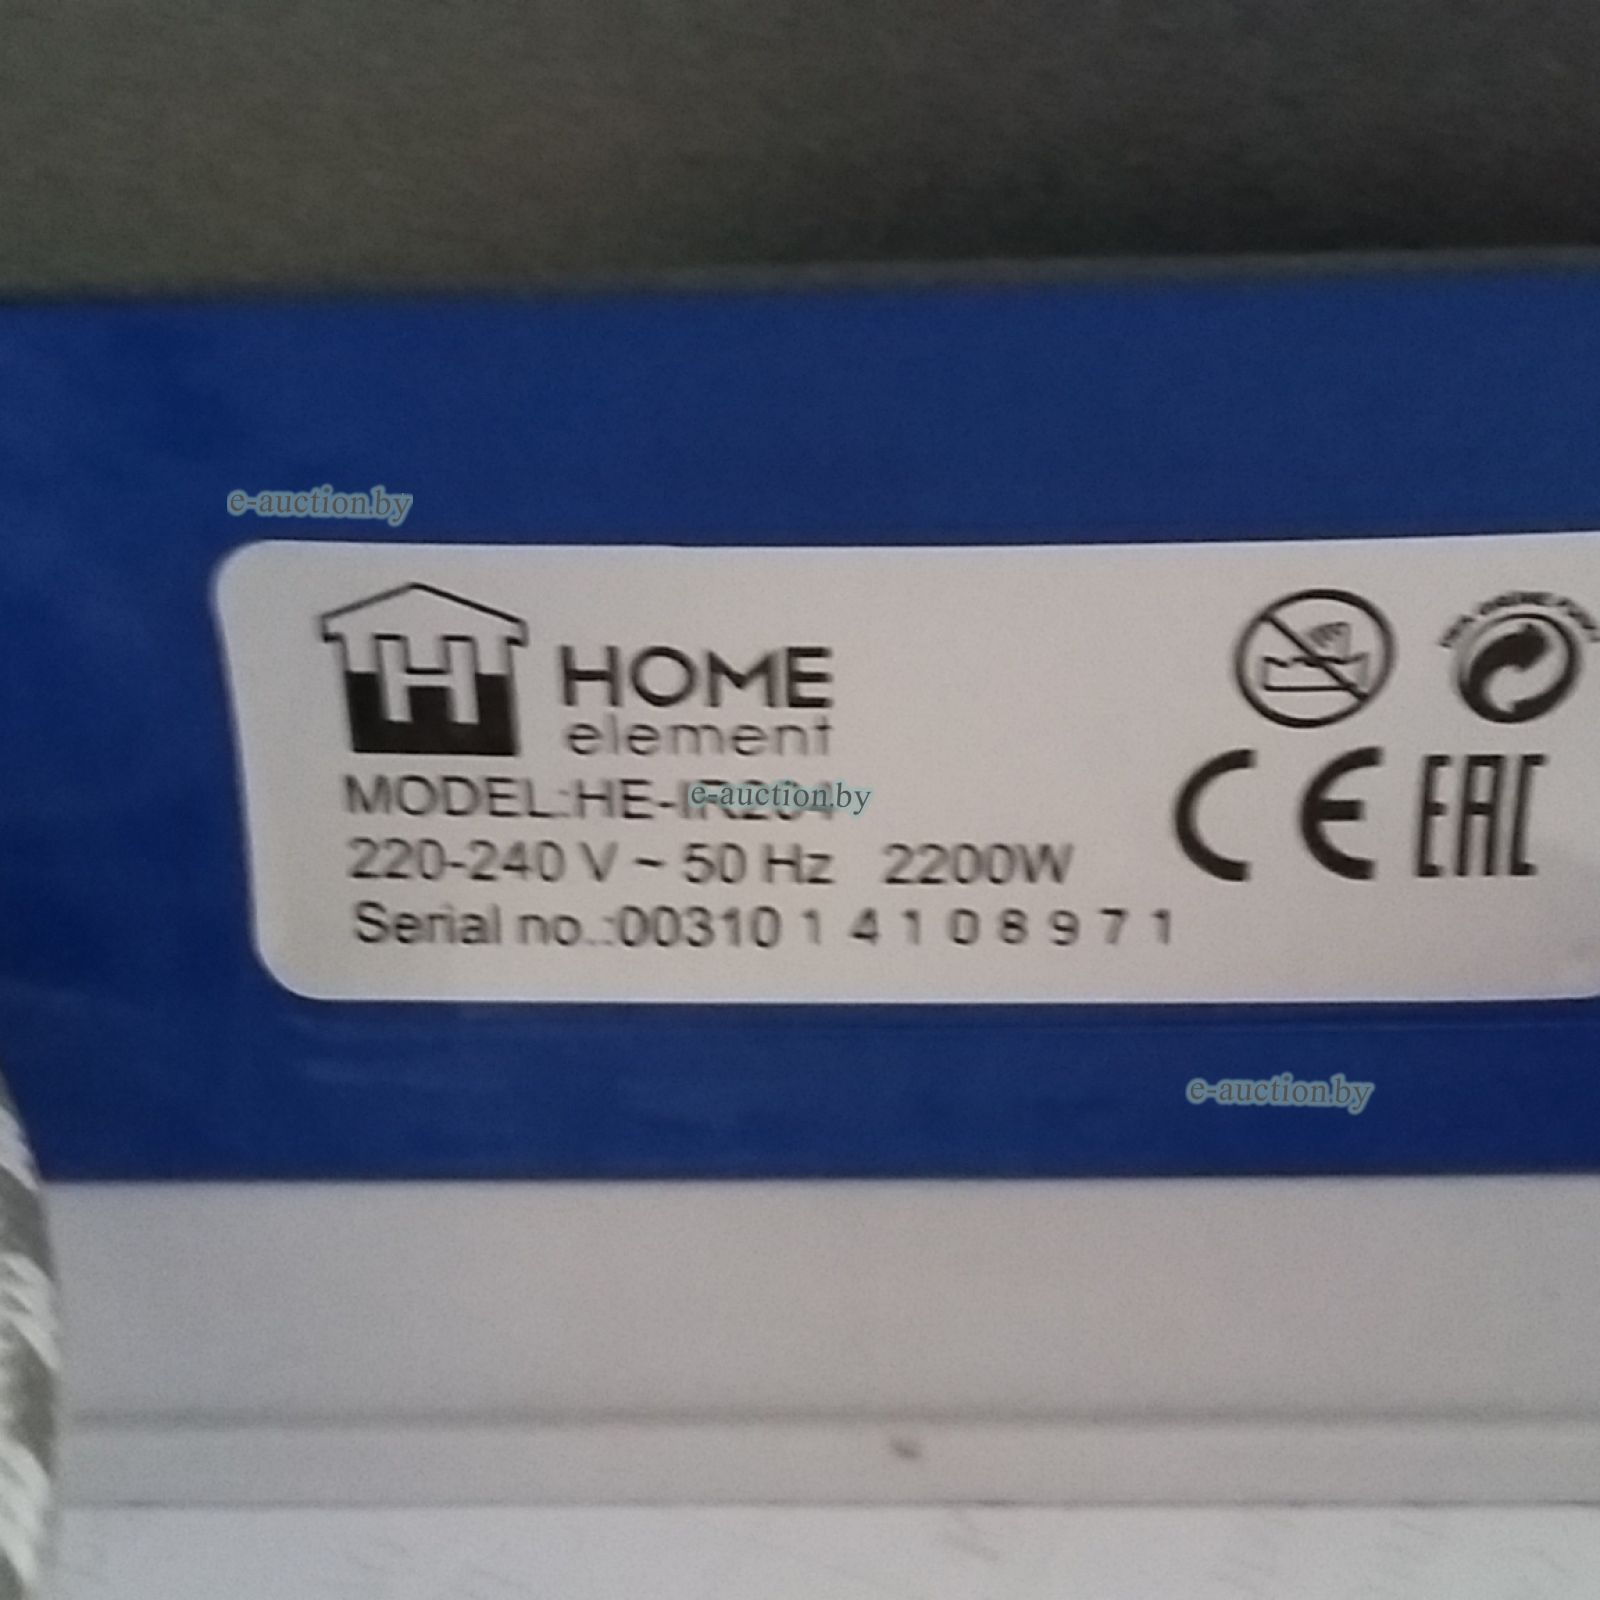 e-auction.by
HOME
element
MODEL:HE-IR204
e-auction.by
220-240 V ~ 50 Hz 2200W
Serial no.:00310 1 4 1 0 8 9 7 1
CE EAC
e-auction.by